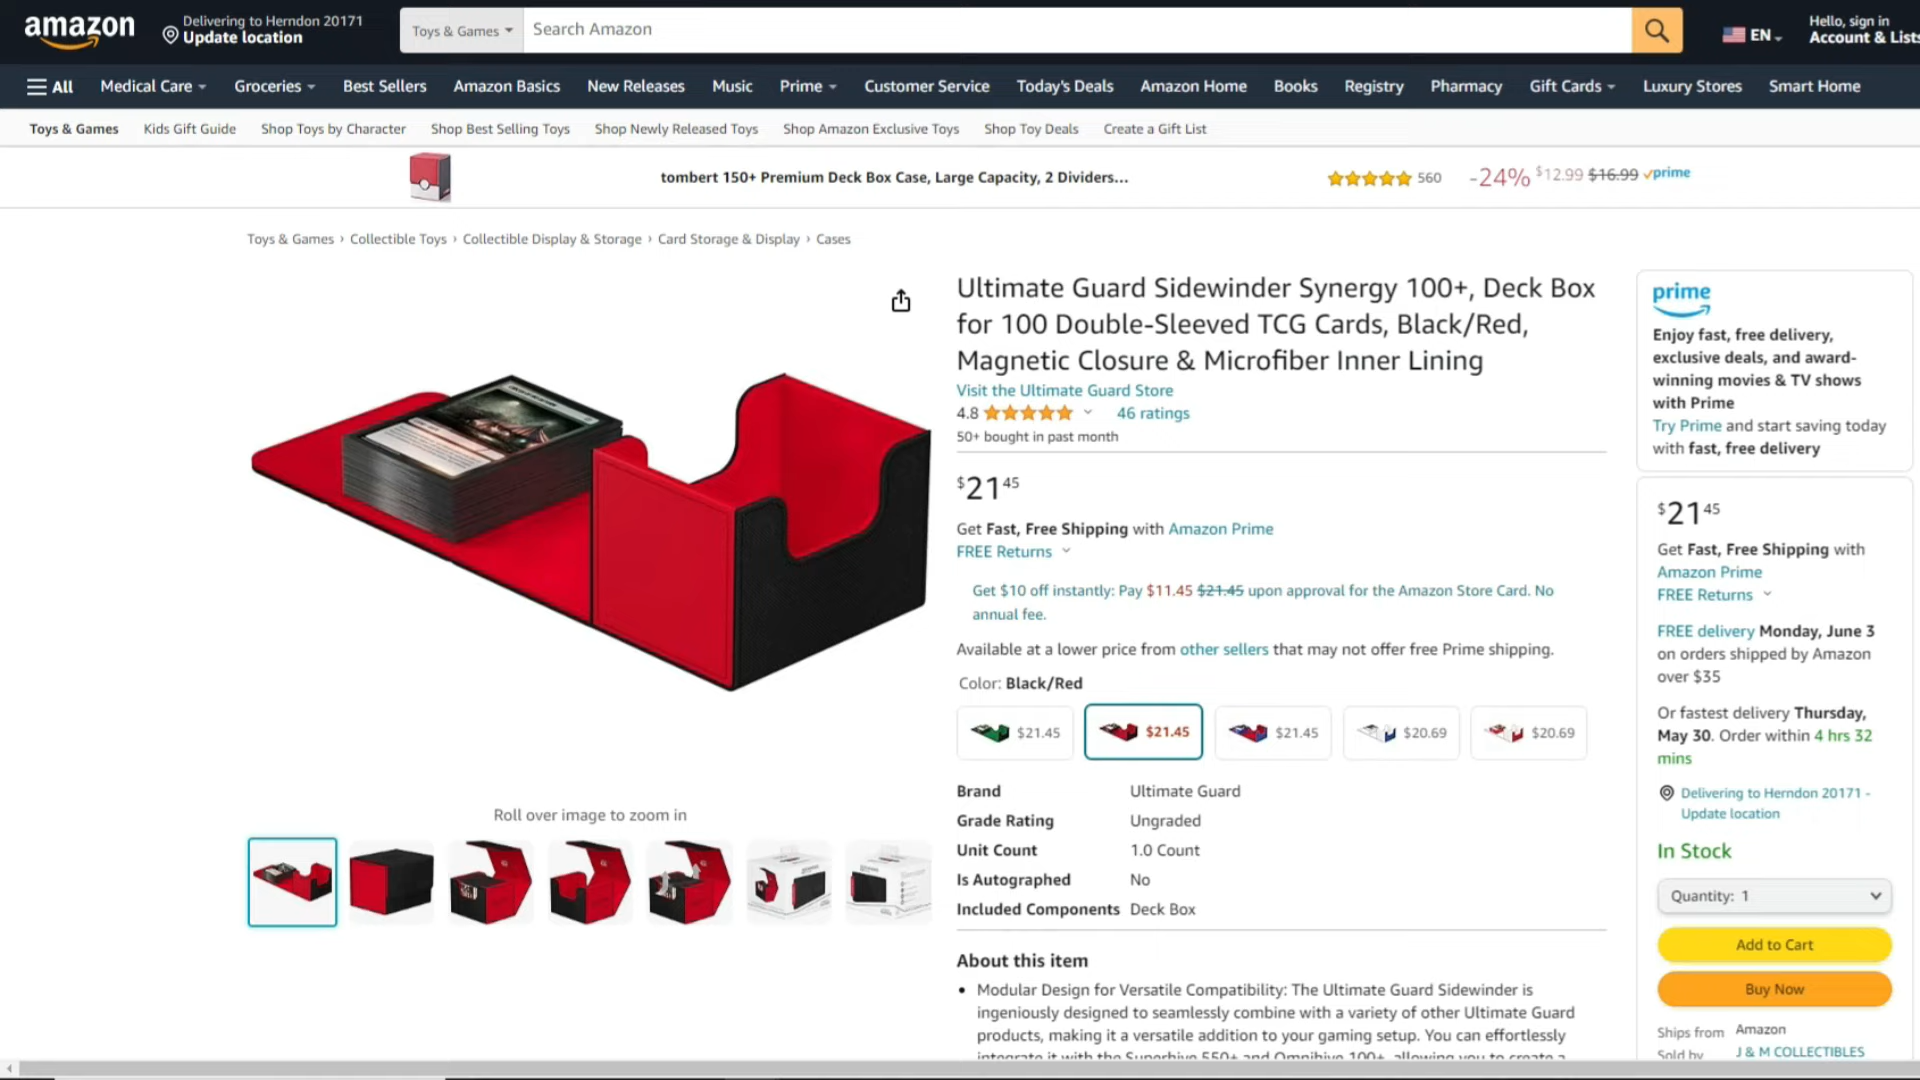 amazon
Delivering to Herndon 20171
Update location
Toys & Games
Search Amazon
EN
Hello, sign in
Account & Lists
All
Medical Care
Groceries
Best Sellers
Amazon Basics
New Releases
Music
Prime
Customer Service
Today's Deals
Amazon Home
Books
Registry
Pharmacy
Gift Cards
Luxury Stores
Smart Home
Toys & Games
Kids Gift Guide
Shop Toys by Character
Shop Best Selling Toys
Shop Newly Released Toys
Shop Amazon Exclusive Toys
Shop Toy Deals
Create a Gift List
tombert 150+ Premium Deck Box Case, Large Capacity, 2 Dividers...
560
-24% $12.99 $16.99 prime
Toys & Games › Collectible Toys › Collectible Display & Storage › Card Storage & Display › Cases
Ultimate Guard Sidewinder Synergy 100+, Deck Box
for 100 Double-Sleeved TCG Cards, Black/Red,
Magnetic Closure & Microfiber Inner Lining
Visit the Ultimate Guard Store
4.8
46 ratings
50+ bought in past month
$21 45
Get Fast, Free Shipping with Amazon Prime
FREE Returns
Get $10 off instantly: Pay $11.45 $21.45 upon approval for the Amazon Store Card. No
annual fee.
Available at a lower price from other sellers that may not offer free Prime shipping.
Color: Black/Red
$21.45
$21.45
$21.45
$20.69
$20.69
Brand Ultimate Guard
Grade Rating Ungraded
Unit Count 1.0 Count
Is Autographed No
Included Components Deck Box
About this item
• Modular Design for Versatile Compatibility: The Ultimate Guard Sidewinder is
ingeniously designed to seamlessly combine with a variety of other Ultimate Guard
products, making it a versatile addition to your gaming setup. You can effortlessly
integrate it with the Superhive 550+ and Omnihive 100+, allowing you to create a
Roll over image to zoom in
prime
Enjoy fast, free delivery,
exclusive deals, and award-
winning movies & TV shows
with Prime
Try Prime and start saving today
with fast, free delivery
$21 45
Get Fast, Free Shipping with
Amazon Prime
FREE Returns
FREE delivery Monday, June 3
on orders shipped by Amazon
over $35
Or fastest delivery Thursday,
May 30. Order within 4 hrs 32
mins
Delivering to Herndon 20171 -
Update location
In Stock
Quantity: 1
Add to Cart
Buy Now
Ships from Amazon
Sold by J & M COLLECTIBLES